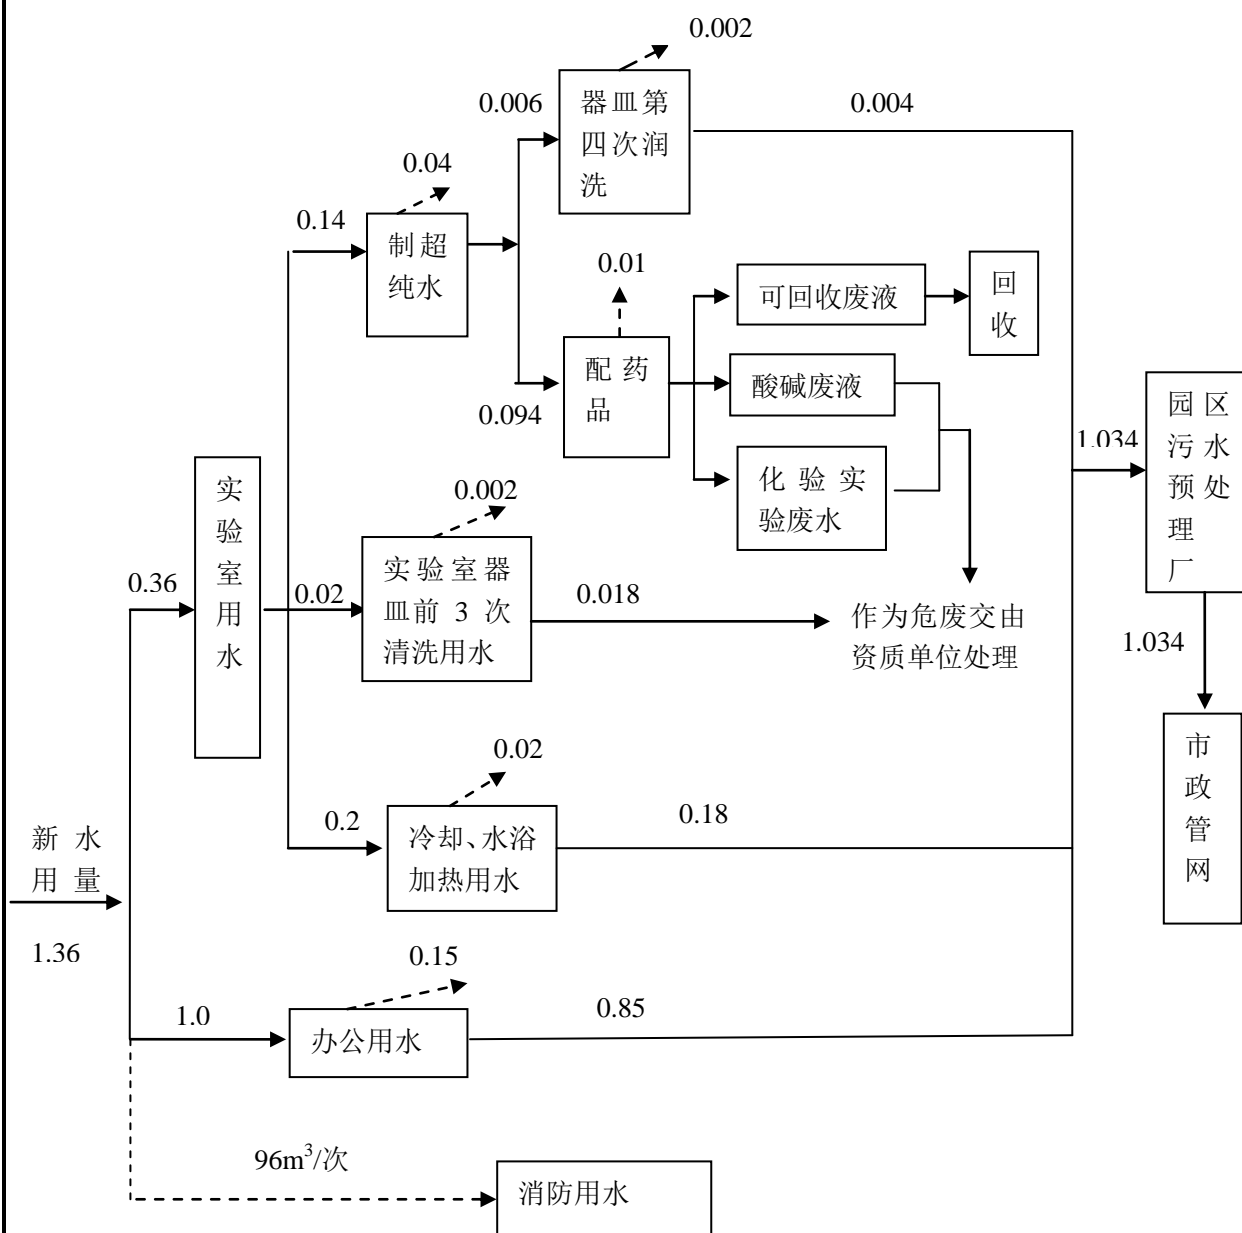 0.002
0.006
器皿第
四次润
洗
0.004
0.04
0.14
制超
纯水
0.01
可回收废液
回
收
配药
品
0.094
酸碱废液
化验实
验废水
园区
污水
预处
理
厂
1.034
实
验
室
用
水
0.002
实验室器
皿前 3 次
清洗用水
0.36
0.02
0.018
作为危废交由
资质单位处理
1.034
市
政
管
网
0.02
0.2
冷却、水浴
加热用水
0.18
新水
用量
1.36
0.15
1.0
办公用水
0.85
96m³/次
消防用水